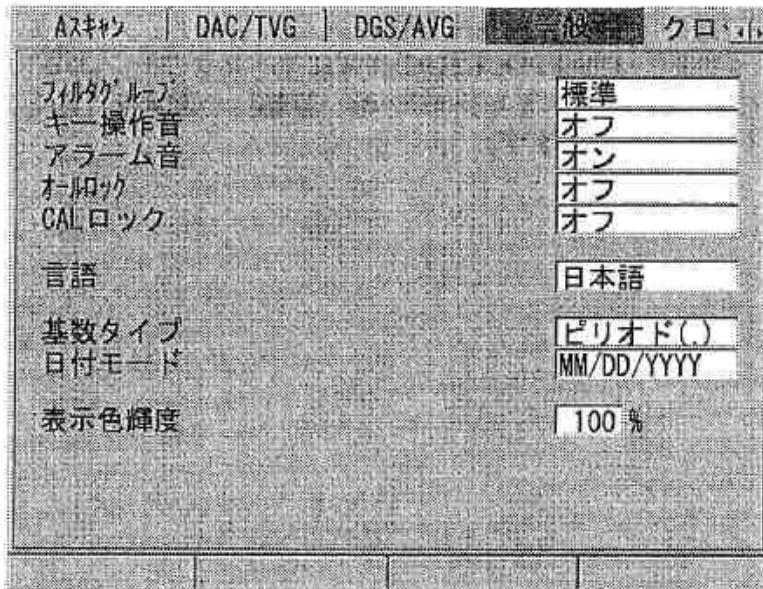 Aスキャン DAC/TVG DGS/AVG 一般 クロ
フィルタグループ 標準
キー操作音 オフ
アラーム音 オン
オールロック オフ
CALロック オフ
言語 日本語
基数タイプ ピリオド(.)
日付モード MM/DD/YYYY
表示色輝度 100 %